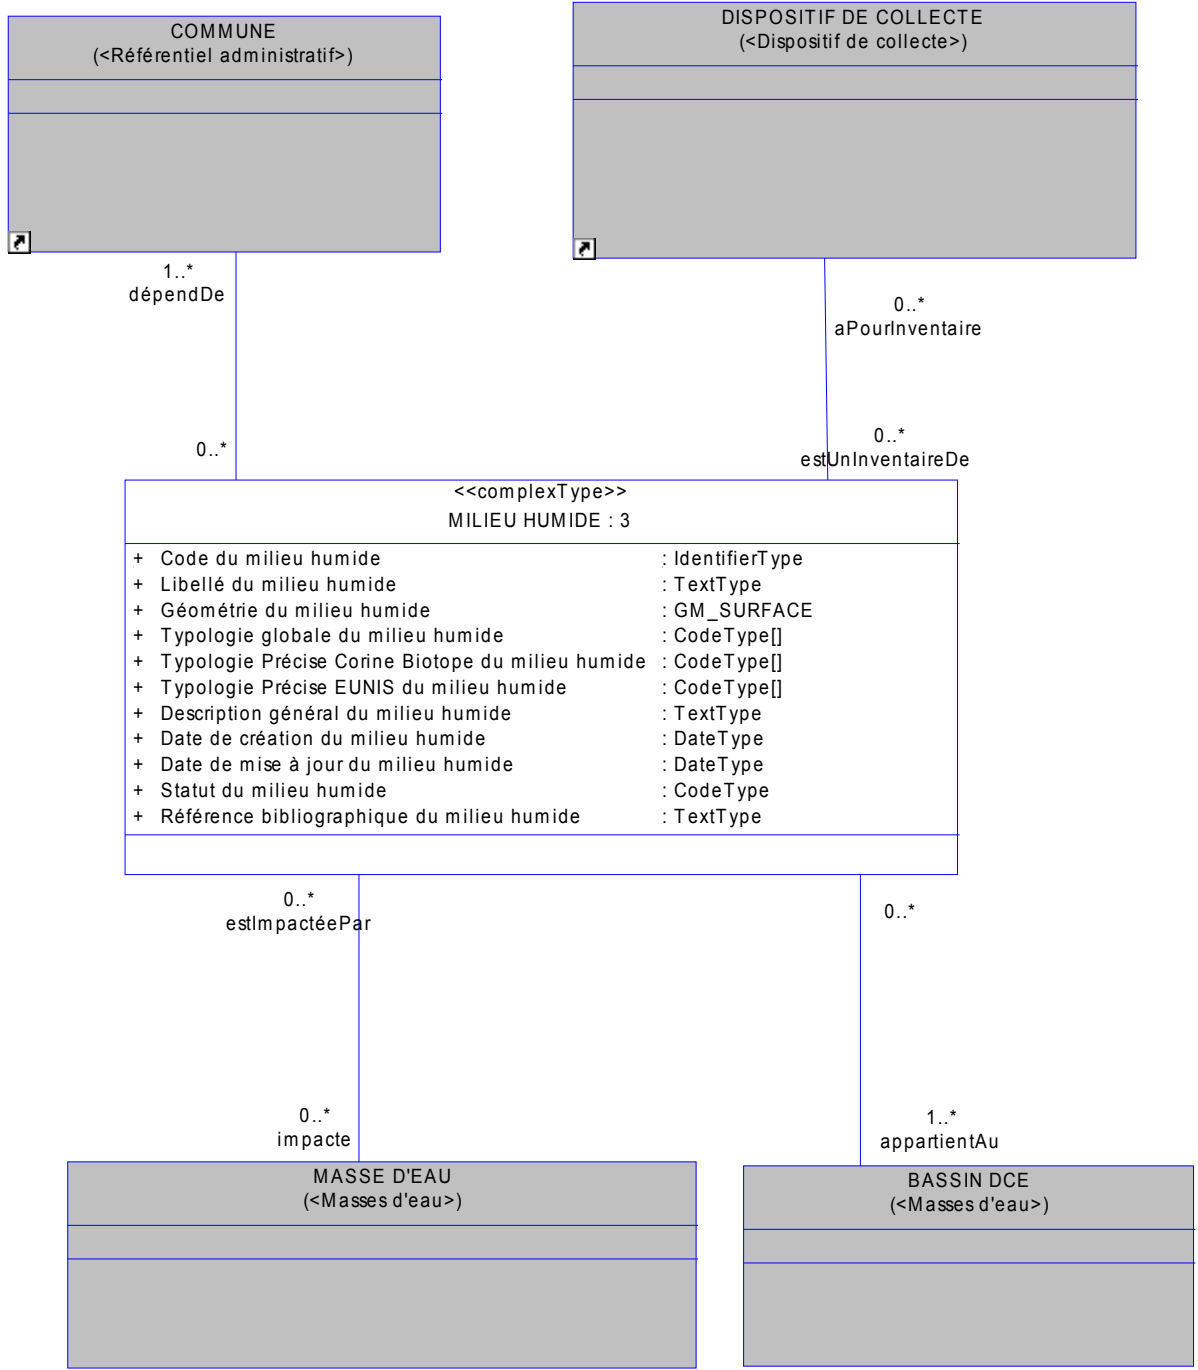 COMMUNE
(<Référentiel administratif>)
DISPOSITIF DE COLLECTE
(<Dispositif de collecte>)
1..*
dépendDe
0..*
aPourInventaire
0..*
0..*
estUnInventaireDe
<<complexType>>
MILIEU HUMIDE : 3
+ Code du milieu humide : IdentifierType
+ Libellé du milieu humide : TextType
+ Géométrie du milieu humide : GM_SURFACE
+ Typologie globale du milieu humide : CodeType[]
+ Typologie Précise Corine Biotope du milieu humide : CodeType[]
+ Typologie Précise EUNIS du milieu humide : CodeType[]
+ Description général du milieu humide : TextType
+ Date de création du milieu humide : DateType
+ Date de mise à jour du milieu humide : DateType
+ Statut du milieu humide : CodeType
+ Référence bibliographique du milieu humide : TextType
0..*
estImpactéePar
0..*
0..*
impacte
1..*
appartientAu
MASSE D'EAU
(<Masses d'eau>)
BASSIN DCE
(<Masses d'eau>)